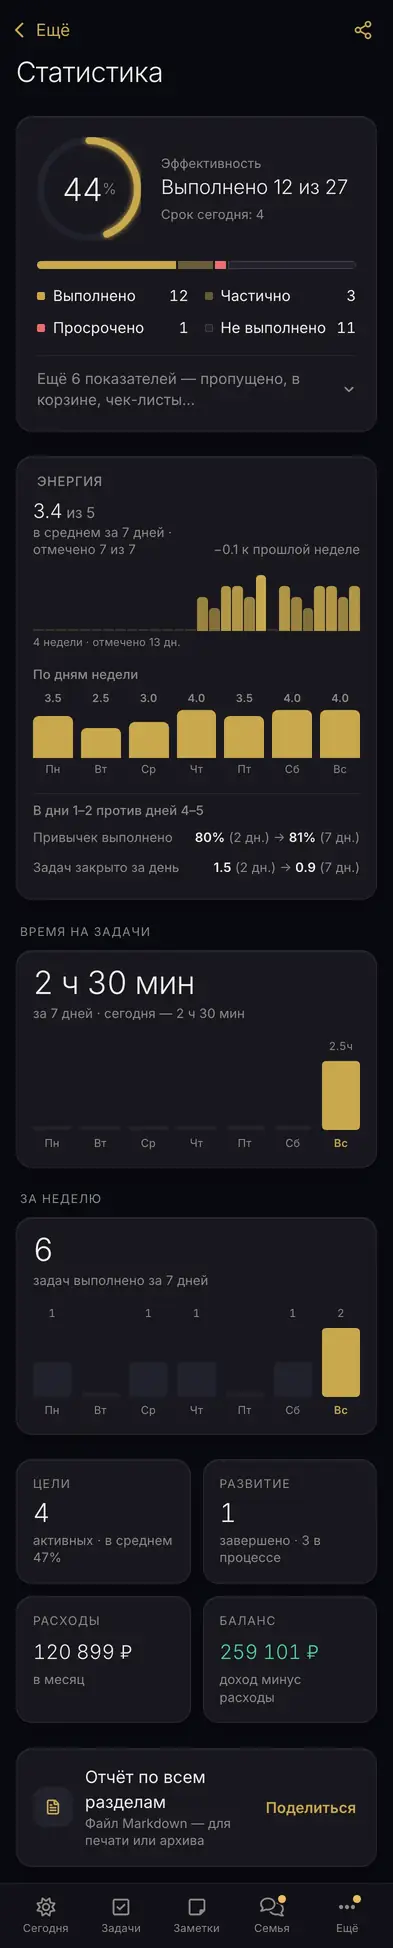 Ещё
Статистика
44%
Эффективность
Выполнено 12 из 27
Срок сегодня: 4
Выполнено 12 Частично 3
Просрочено 1 Не выполнено 11
Ещё 6 показателей — пропущено, в
корзине, чек-листы...
ЭНЕРГИЯ
3.4 из 5
в среднем за 7 дней ·
отмечено 7 из 7
−0.1 к прошлой неделе
4 недели · отмечено 13 дн.
По дням недели
3.5 2.5 3.0 4.0 3.5 4.0 4.0
Пн Вт Ср Чт Пт Сб Вс
В дни 1–2 против дней 4–5
Привычек выполнено 80% (2 дн.) → 81% (7 дн.)
Задач закрыто за день 1.5 (2 дн.) → 0.9 (7 дн.)
ВРЕМЯ НА ЗАДАЧИ
2 ч 30 мин
за 7 дней · сегодня — 2 ч 30 мин
2.5ч
Пн Вт Ср Чт Пт Сб Вс
ЗА НЕДЕЛЮ
6
задач выполнено за 7 дней
1 1 1 1 2
Пн Вт Ср Чт Пт Сб Вс
ЦЕЛИ
4
активных · в среднем
47%
РАЗВИТИЕ
1
завершено · 3 в
процессе
РАСХОДЫ
120 899 ₽
в месяц
БАЛАНС
259 101 ₽
доход минус
расходы
Отчёт по всем
разделам
Файл Markdown — для
печати или архива
Поделиться
Сегодня Задачи Заметки Семья Ещё